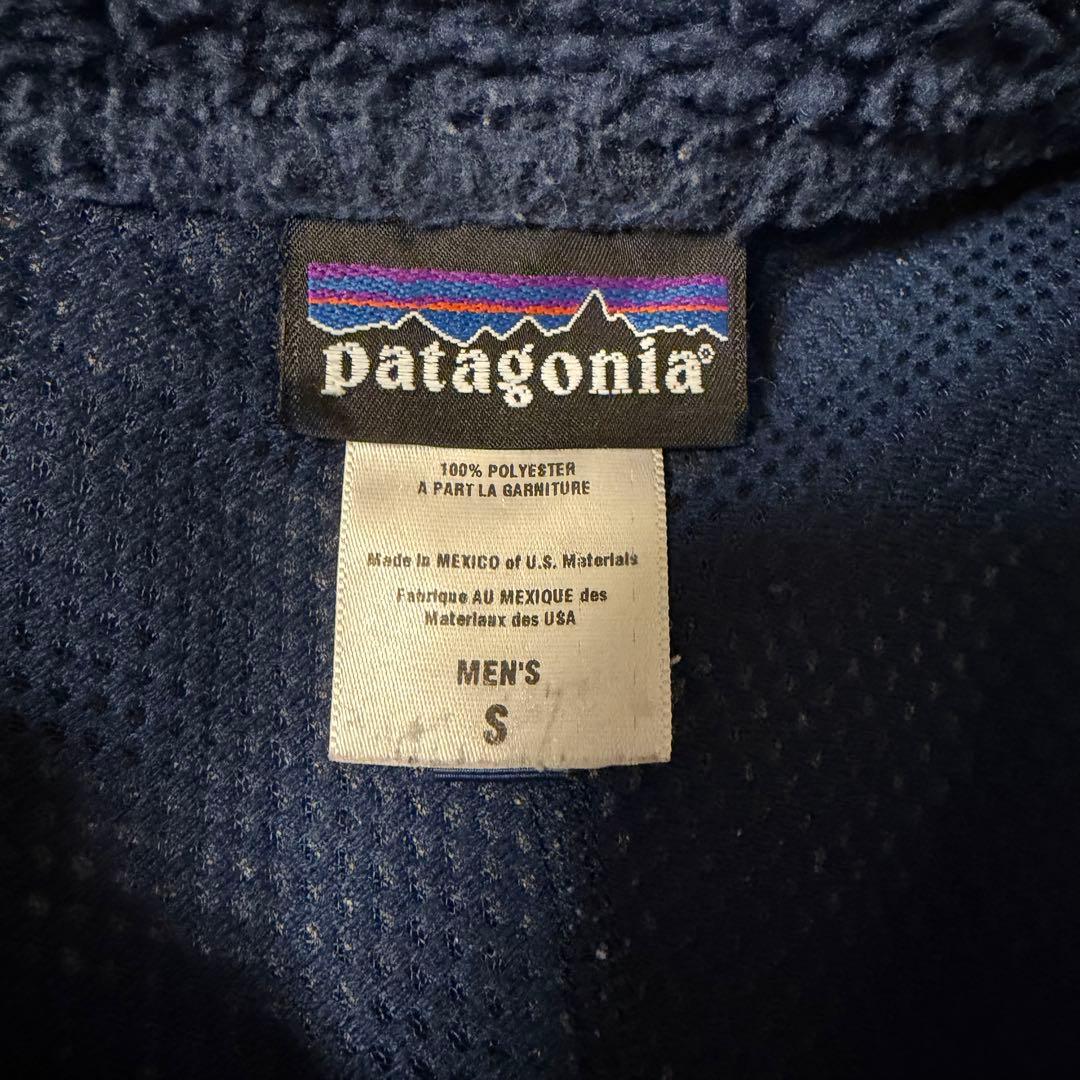 patagonia®
100% POLYESTER
A PART LA GARNITURE
Made in MEXICO of U.S. Materials
Fabrique AU MEXIQUE des
Materiaux des USA
MEN'S
S